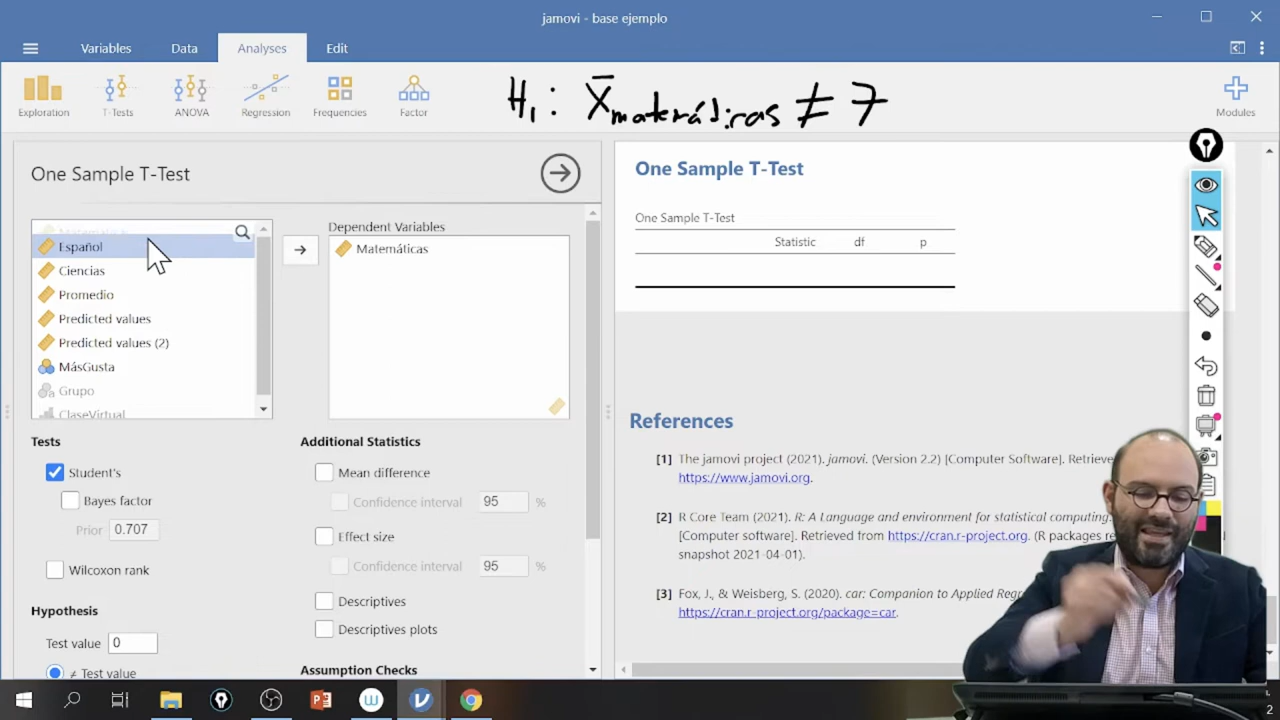 jamovi - base ejemplo
Variables Data Analyses Edit
Exploration T-Tests ANOVA Regression Frequencies Factor Modules
H₁ : X̄ matemáticas ≠ 7
One Sample T-Test
Dependent Variables
Matemáticas
Español
Ciencias
Promedio
Predicted values
Predicted values (2)
MásGusta
Grupo
ClaseVirtual
Matemáticas
Tests
Student's
Bayes factor
Prior 0.707
Wilcoxon rank
Hypothesis
Test value 0
≠ Test value
Additional Statistics
Mean difference
Confidence interval 95 %
Effect size
Confidence interval 95 %
Descriptives
Descriptives plots
Assumption Checks
One Sample T-Test
One Sample T-Test
Statistic df p
References
[1] The jamovi project (2021). jamovi. (Version 2.2) [Computer Software].
https://www.jamovi.org.
[2] R Core Team (2021). R: A Language and environment for statistical computing.
[Computer software]. Retrieved from https://cran.r-project.org. (R packages
snapshot 2021-04-01).
[3] Fox, J., & Weisberg, S. (2020). car: Companion to Applied
https://cran.r-project.org/package=car.
2